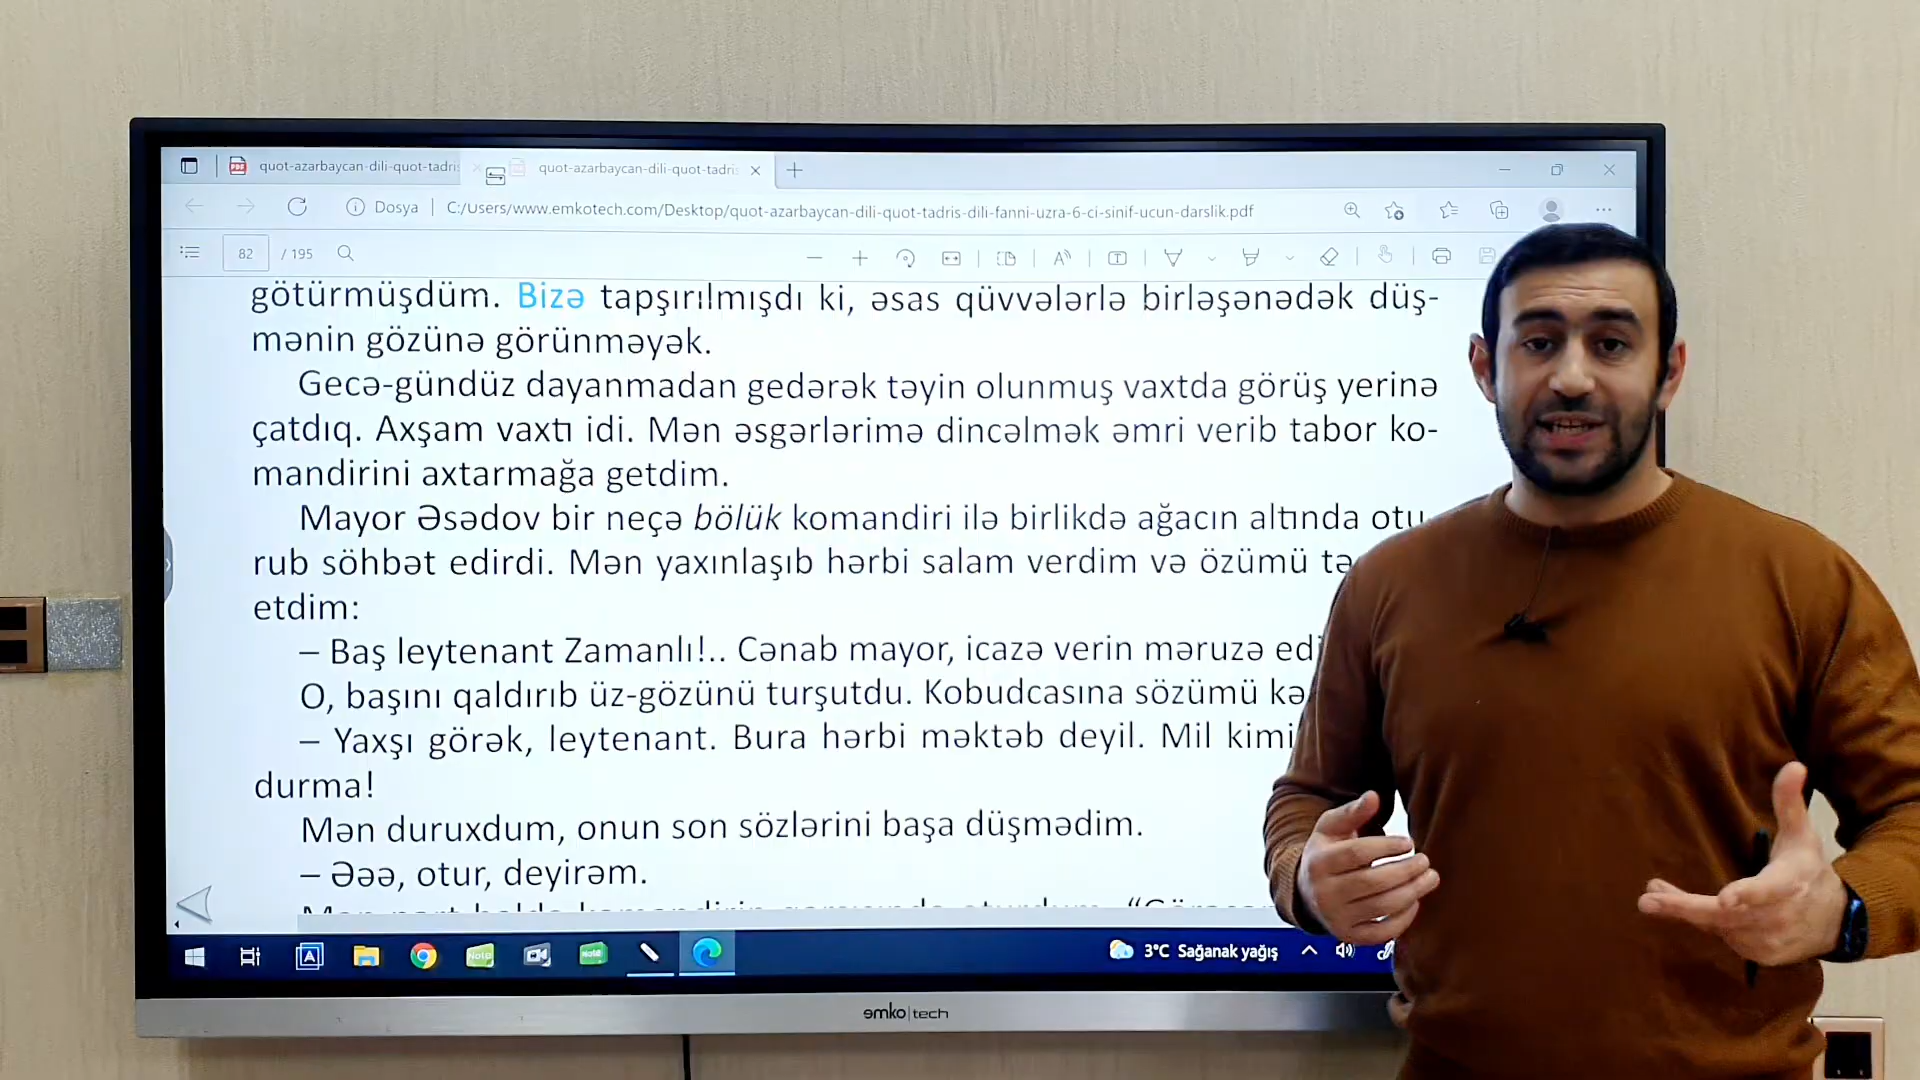 quot-azarbaycan-dili-quot-tadris
quot-azarbaycan-dili-quot-tadris
Dosya
C:/Users/www.emkotech.com/Desktop/quot-azarbaycan-dili-quot-tadris-dili-fanni-uzra-6-ci-sinif-ucun-darslik.pdf
82 / 195
götürmüşdüm. Bizə tapşırılmışdı ki, əsas qüvvələrlə birləşənədək düş-
mənin gözünə görünməyək.
Gecə-gündüz dayanmadan gedərək təyin olunmuş vaxtda görüş yerinə
çatdıq. Axşam vaxtı idi. Mən əsgərlərimə dincəlmək əmri verib tabor ko-
mandirini axtarmağa getdim.
Mayor Əsədov bir neçə bölük komandiri ilə birlikdə ağacın altında otu
rub söhbət edirdi. Mən yaxınlaşıb hərbi salam verdim və özümü tə
etdim:
– Baş leytenant Zamanlı!.. Cənab mayor, icazə verin məruzə edi
O, başını qaldırıb üz-gözünü turşutdu. Kobudcasına sözümü kə
– Yaxşı görək, leytenant. Bura hərbi məktəb deyil. Mil kimi
durma!
Mən duruxdum, onun son sözlərini başa düşmədim.
– Əəə, otur, deyirəm.
3°C Sağanak yağış
emko|tech